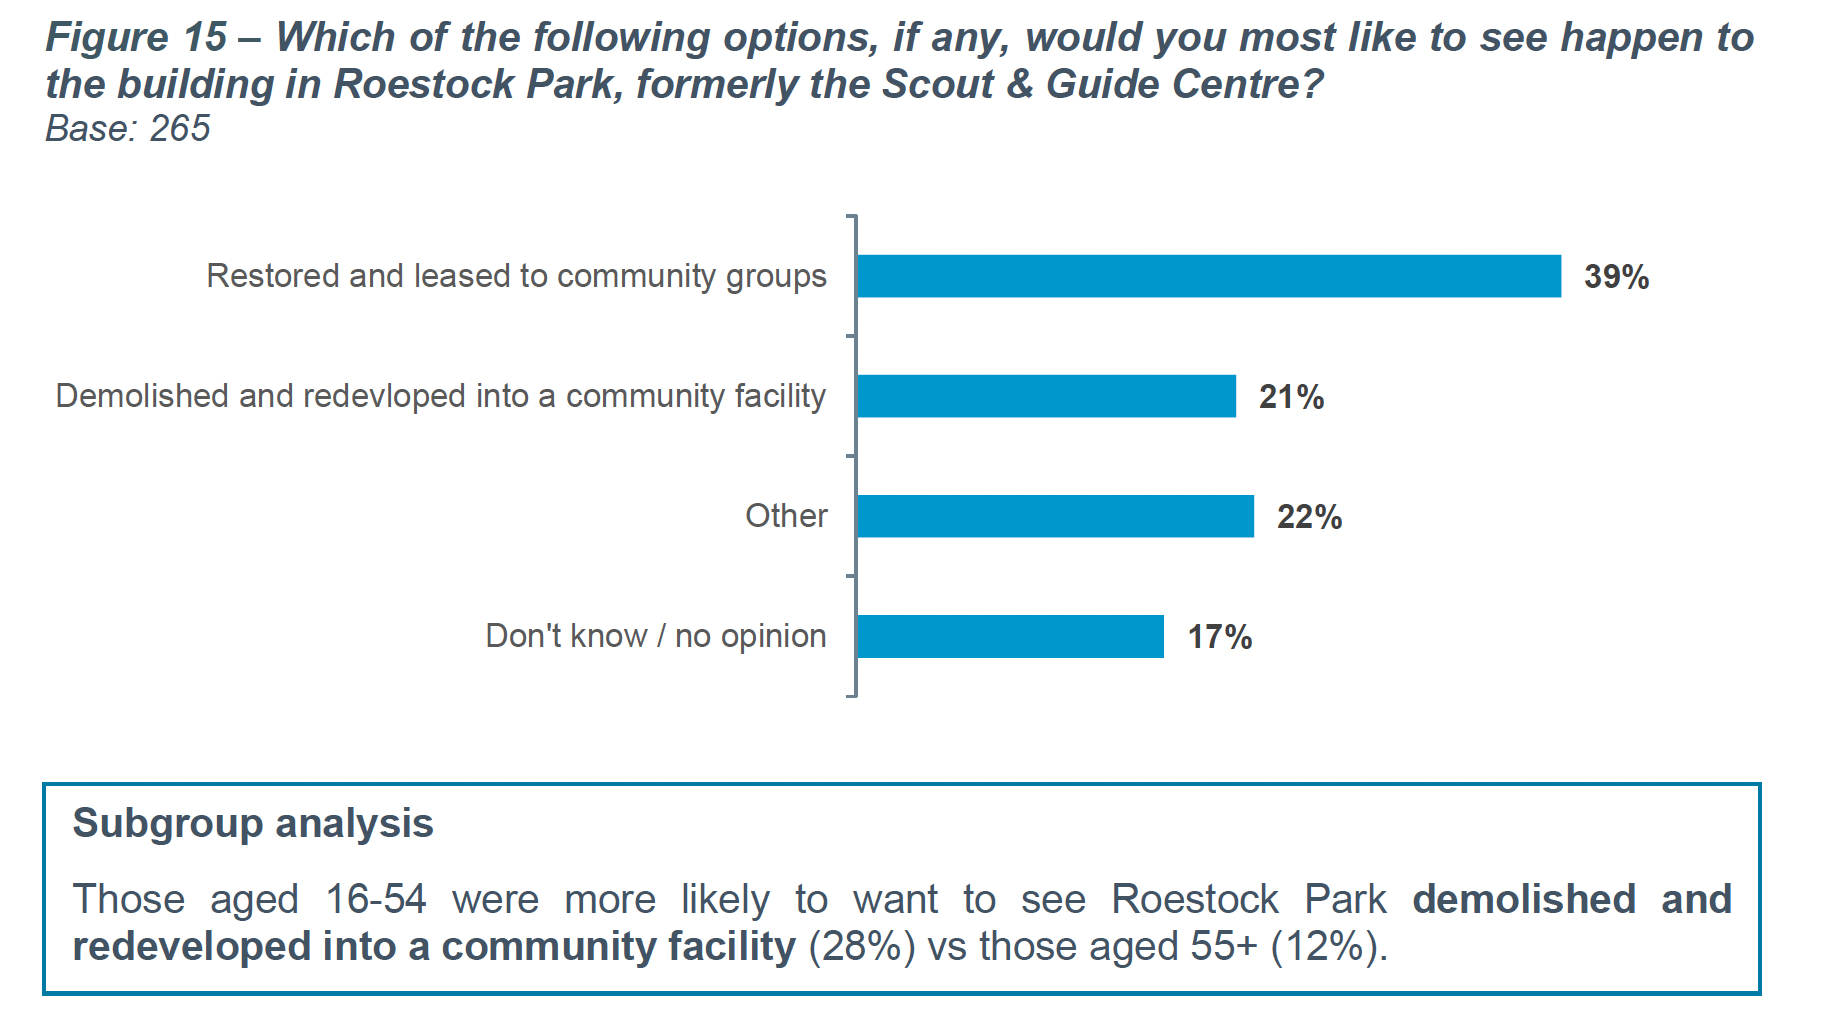 Figure 15 – Which of the following options, if any, would you most like to see happen to
the building in Roestock Park, formerly the Scout & Guide Centre?
Base: 265
Restored and leased to community groups
39%
Demolished and redevloped into a community facility
21%
Other
22%
Don't know / no opinion
17%
Subgroup analysis
Those aged 16-54 were more likely to want to see Roestock Park demolished and
redeveloped into a community facility (28%) vs those aged 55+ (12%).